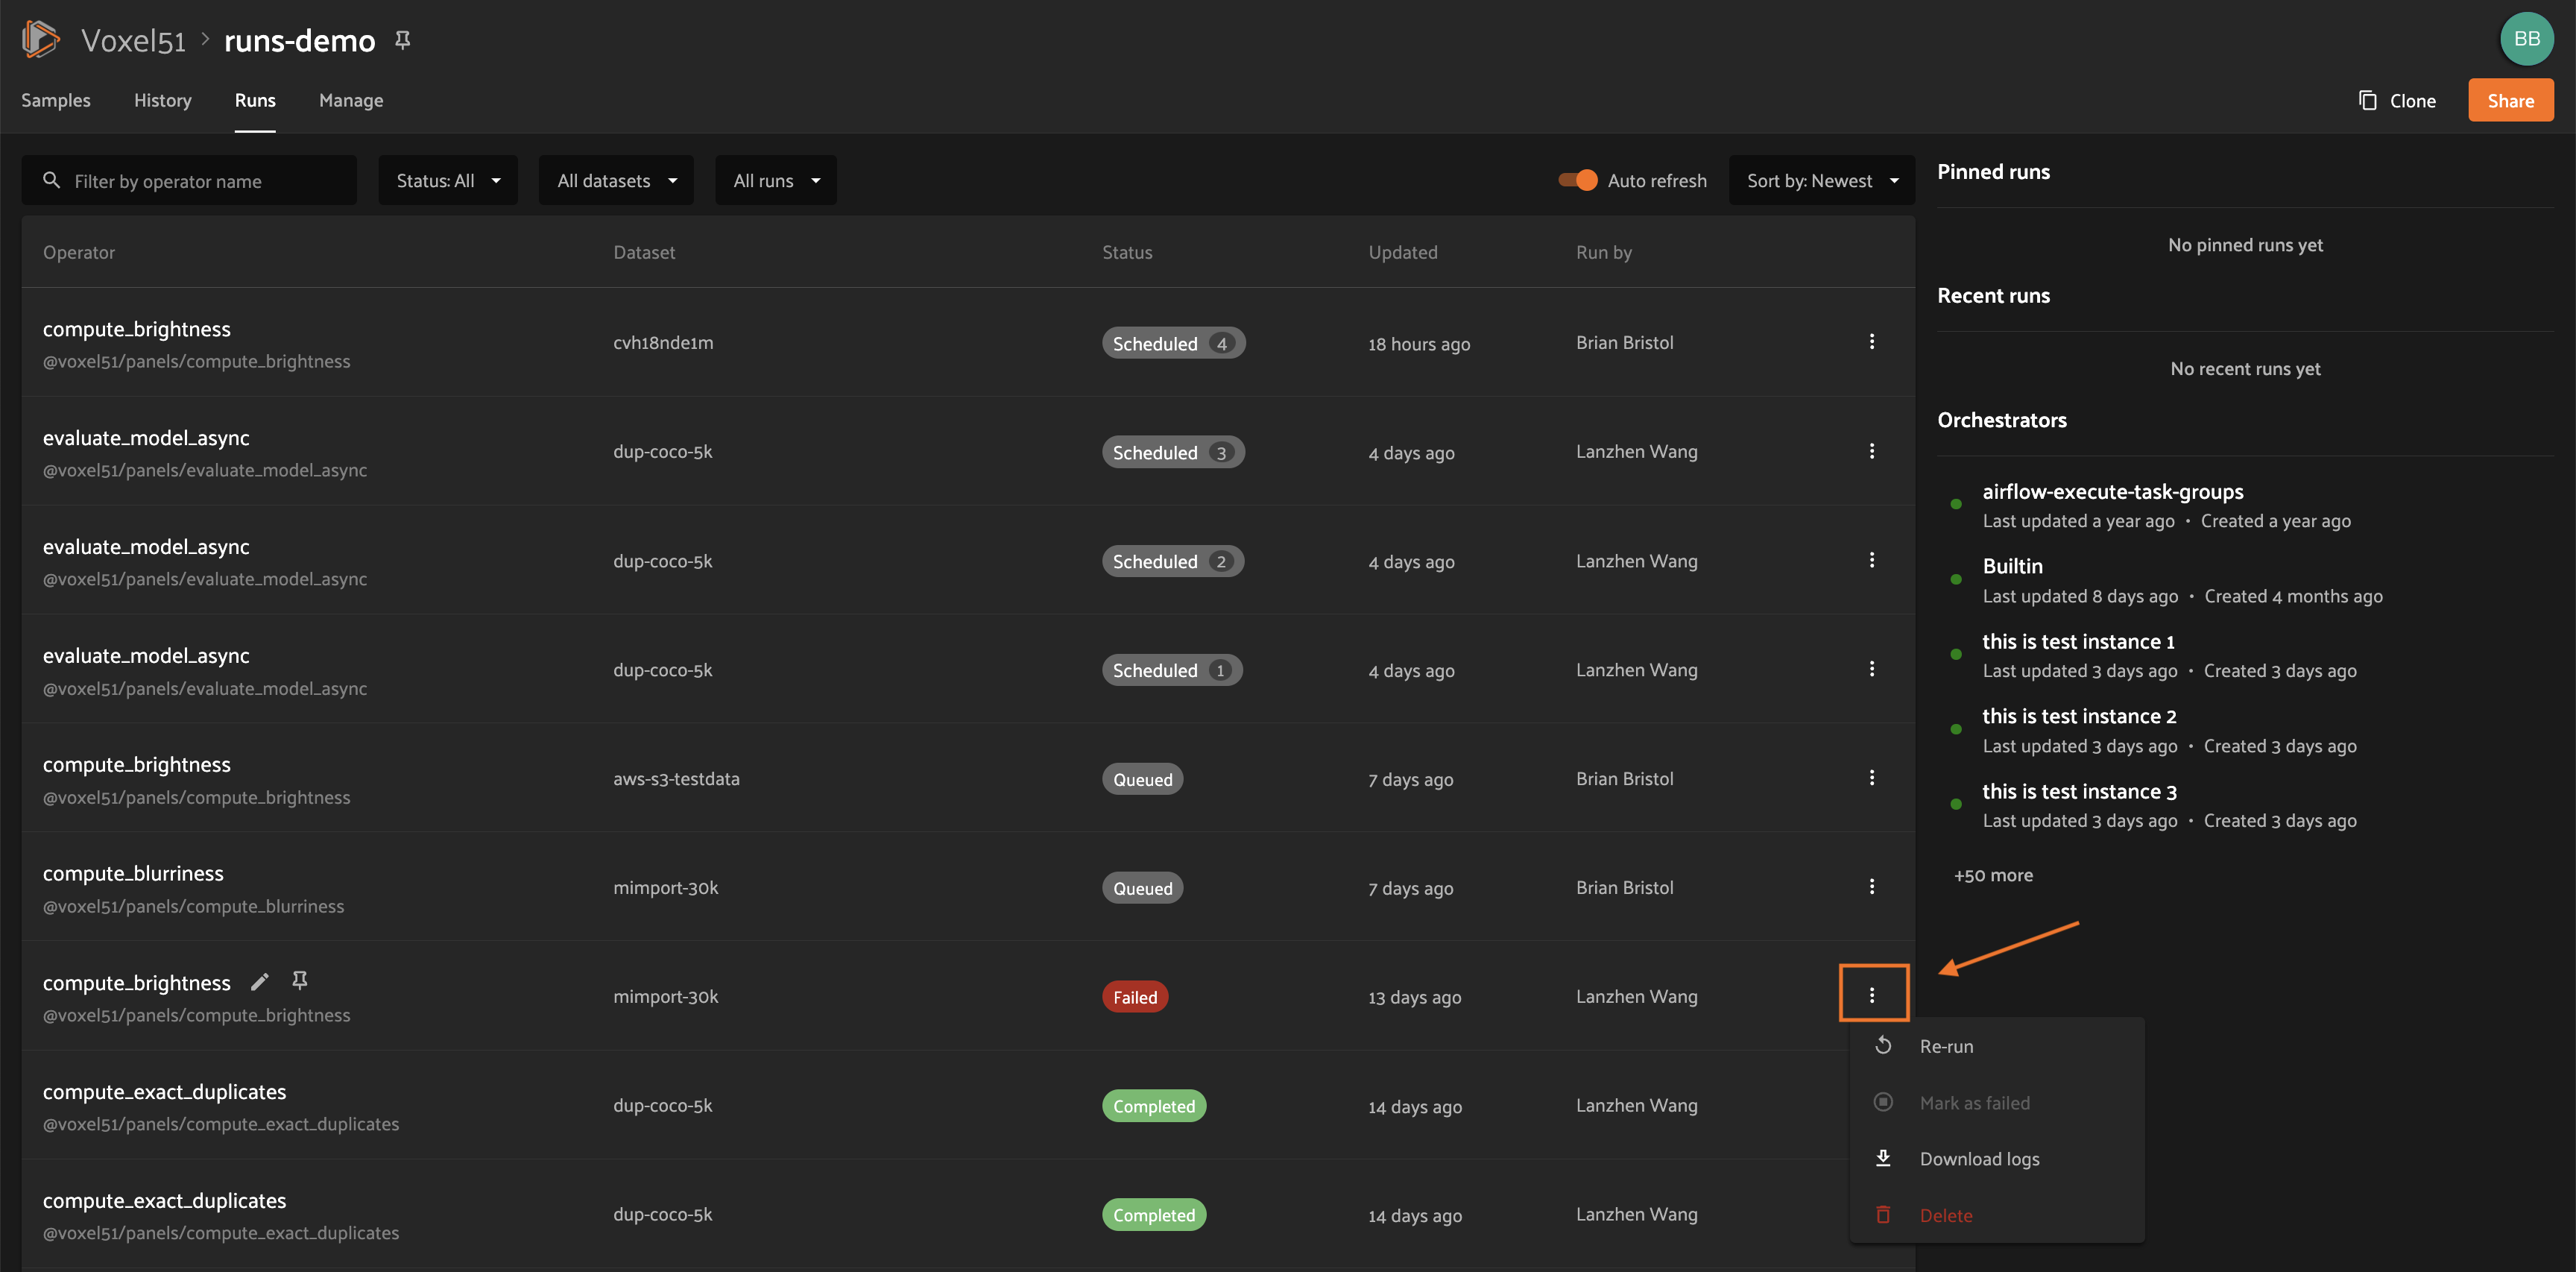 Voxel51 > runs-demo
BB
Samples History Runs Manage
Clone Share
Filter by operator name Status: All All datasets All runs Auto refresh Sort by: Newest
Operator Dataset Status Updated Run by
compute_brightness
@voxel51/panels/compute_brightness
cvh18nde1m Scheduled 4 18 hours ago Brian Bristol
evaluate_model_async
@voxel51/panels/evaluate_model_async
dup-coco-5k Scheduled 3 4 days ago Lanzhen Wang
evaluate_model_async
@voxel51/panels/evaluate_model_async
dup-coco-5k Scheduled 2 4 days ago Lanzhen Wang
evaluate_model_async
@voxel51/panels/evaluate_model_async
dup-coco-5k Scheduled 1 4 days ago Lanzhen Wang
compute_brightness
@voxel51/panels/compute_brightness
aws-s3-testdata Queued 7 days ago Brian Bristol
compute_blurriness
@voxel51/panels/compute_blurriness
mimport-30k Queued 7 days ago Brian Bristol
compute_brightness
@voxel51/panels/compute_brightness
mimport-30k Failed 13 days ago Lanzhen Wang
compute_exact_duplicates
@voxel51/panels/compute_exact_duplicates
dup-coco-5k Completed 14 days ago Lanzhen Wang
compute_exact_duplicates
@voxel51/panels/compute_exact_duplicates
dup-coco-5k Completed 14 days ago Lanzhen Wang
Re-run
Mark as failed
Download logs
Delete
Pinned runs
No pinned runs yet
Recent runs
No recent runs yet
Orchestrators
airflow-execute-task-groups
Last updated a year ago • Created a year ago
Builtin
Last updated 8 days ago • Created 4 months ago
this is test instance 1
Last updated 3 days ago • Created 3 days ago
this is test instance 2
Last updated 3 days ago • Created 3 days ago
this is test instance 3
Last updated 3 days ago • Created 3 days ago
+50 more